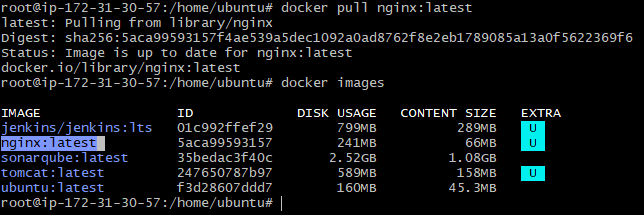 root@ip-172-31-30-57:/home/ubuntu# docker pull nginx:latest
latest: Pulling from library/nginx
Digest: sha256:5aca99593157f4ae539a5dec1092a0ad8762f8e2eb1789085a13a0f5622369f6
Status: Image is up to date for nginx:latest
docker.io/library/nginx:latest
root@ip-172-31-30-57:/home/ubuntu# docker images
IMAGE ID DISK USAGE CONTENT SIZE EXTRA
jenkins/jenkins:lts 01c992ffef29 799MB 289MB U
nginx:latest 5aca99593157 241MB 66MB U
sonarqube:latest 35bedac3f40c 2.52GB 1.08GB
tomcat:latest 247650787b97 589MB 158MB U
ubuntu:latest f3d28607ddd7 160MB 45.3MB
root@ip-172-31-30-57:/home/ubuntu#